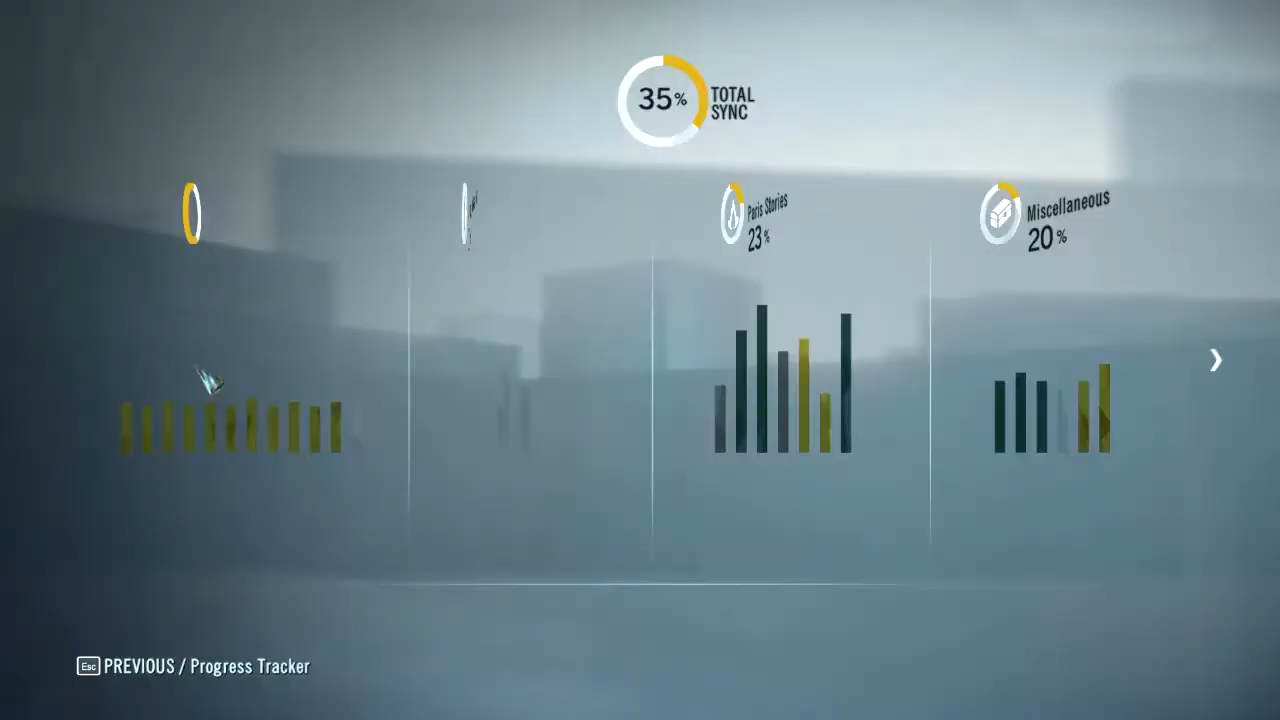 35%
TOTAL
SYNC
Paris Stories
23%
Miscellaneous
20%
Esc PREVIOUS / Progress Tracker